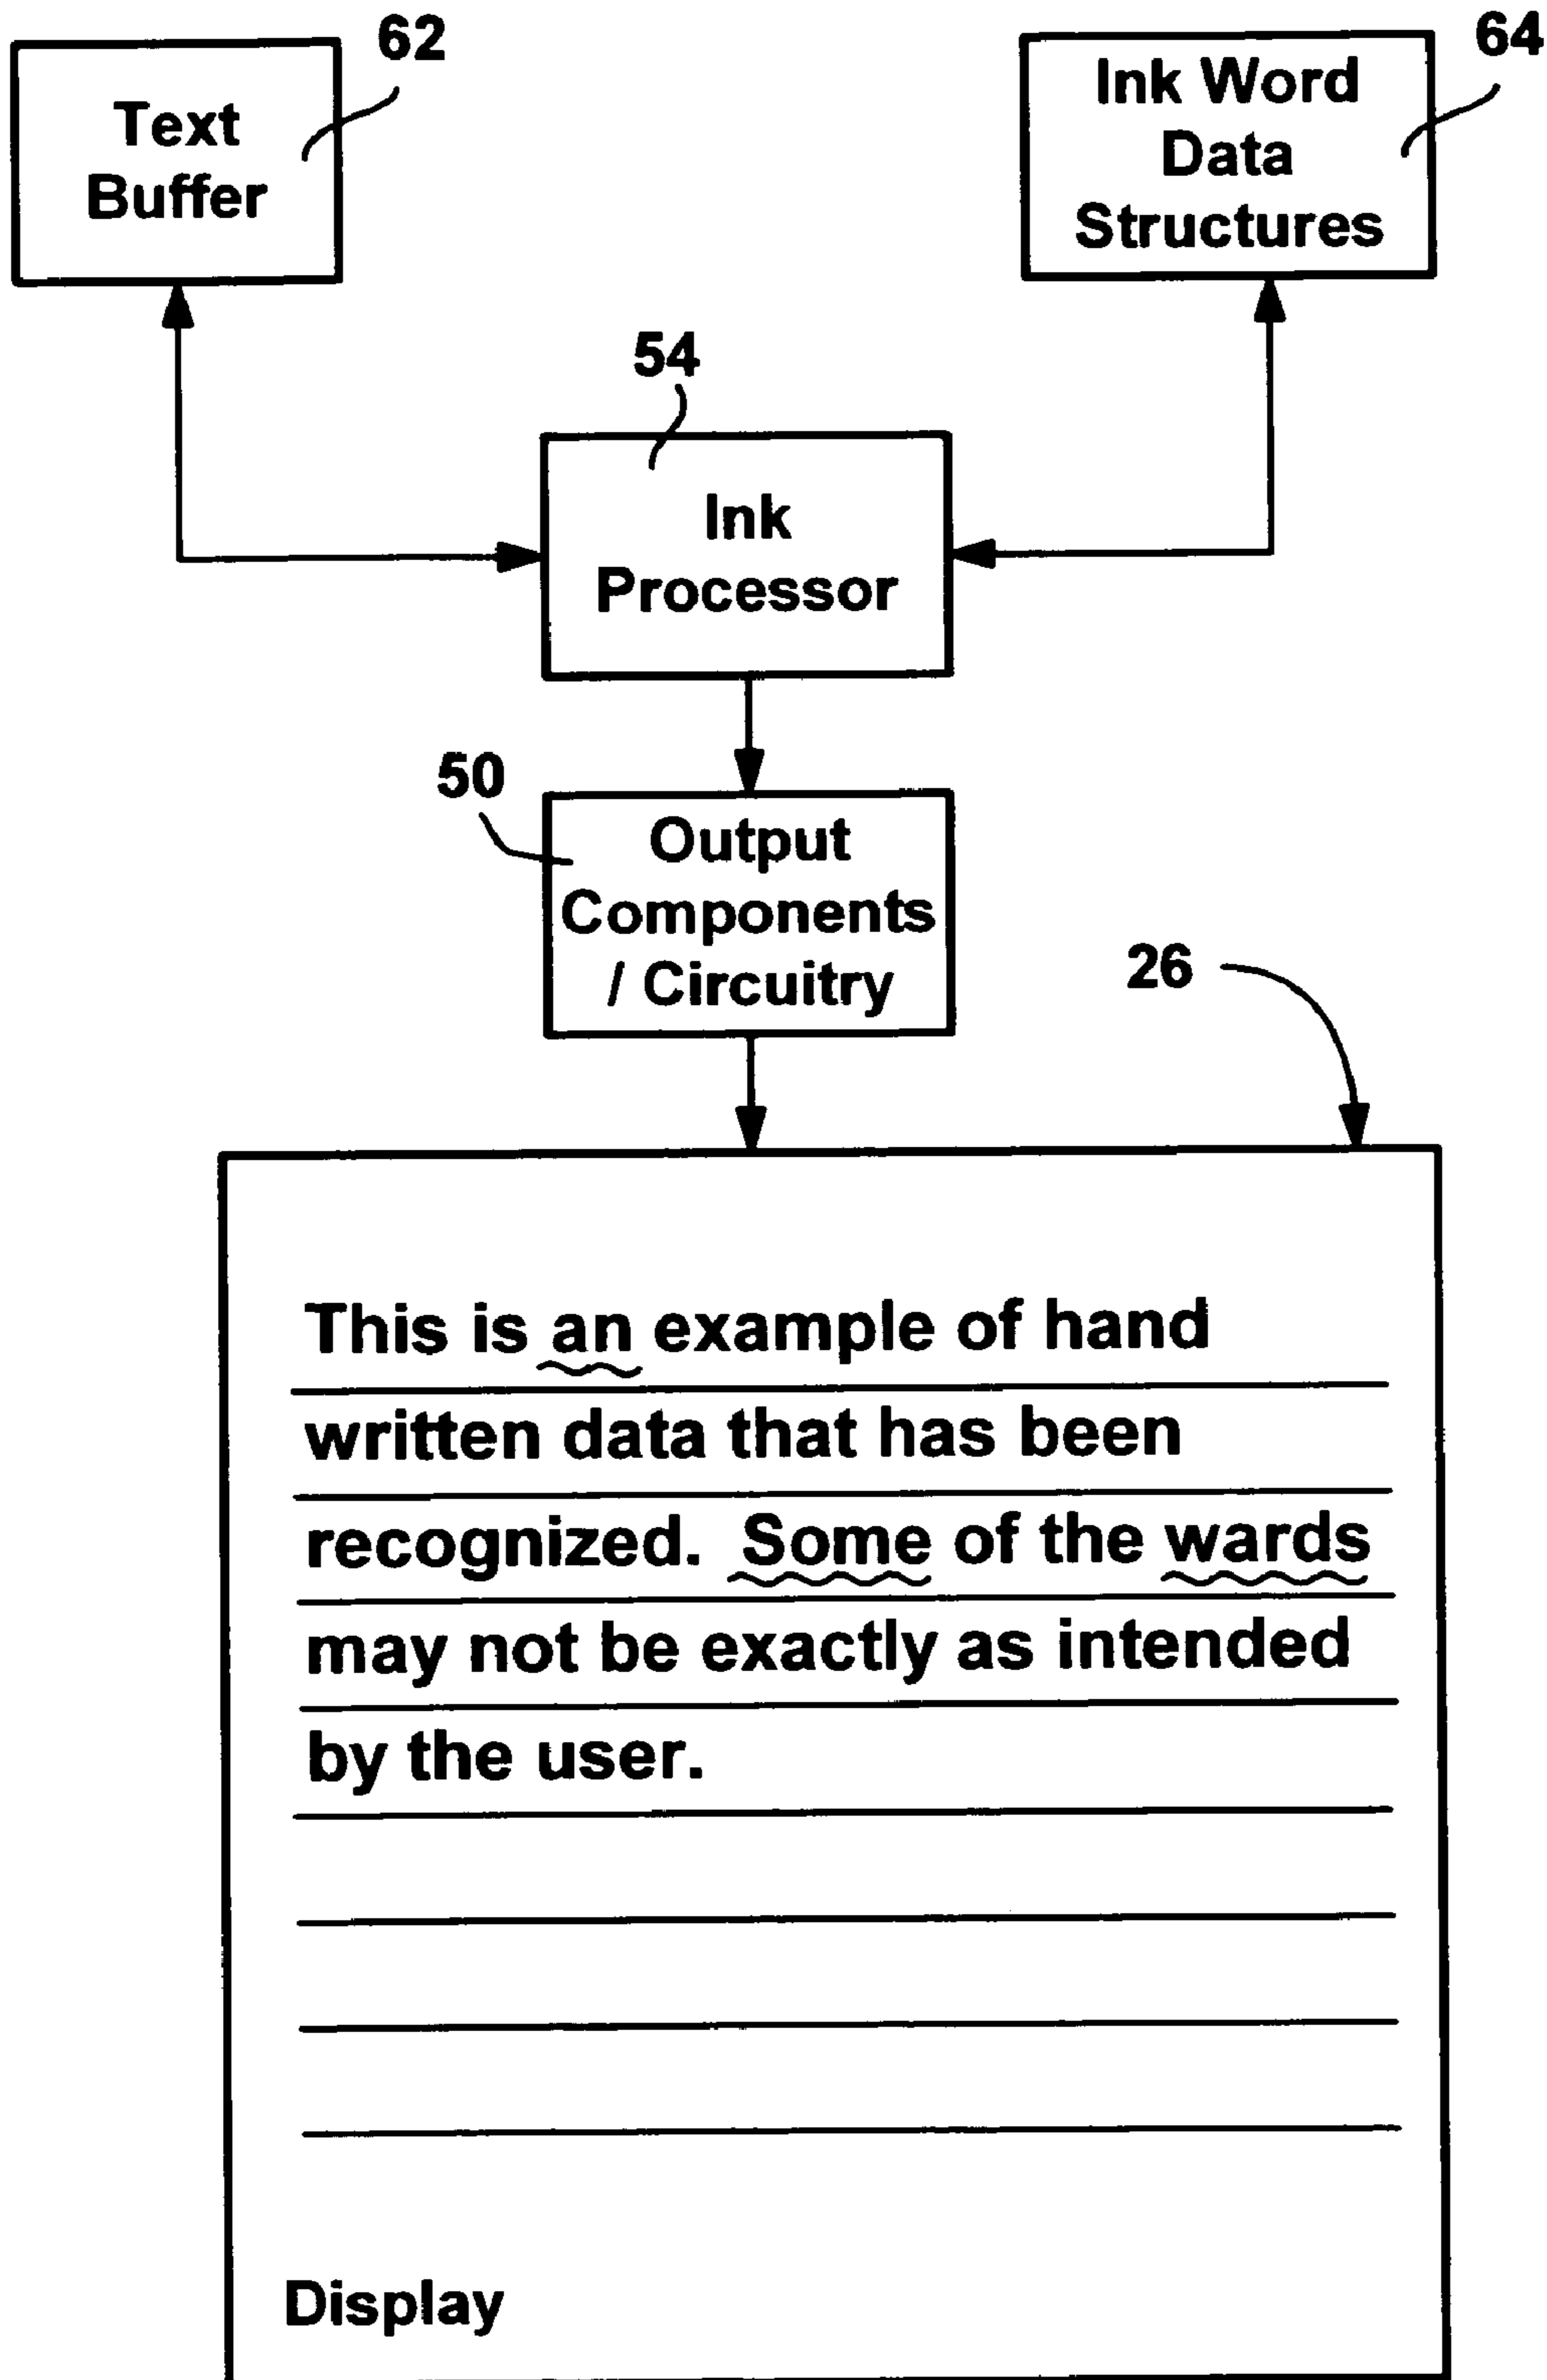 62
Text
Buffer
64
Ink Word
Data
Structures
54
Ink
Processor
50
Output
Components
/ Circuitry
26
This is an example of hand
written data that has been
recognized. Some of the wards
may not be exactly as intended
by the user.
Display